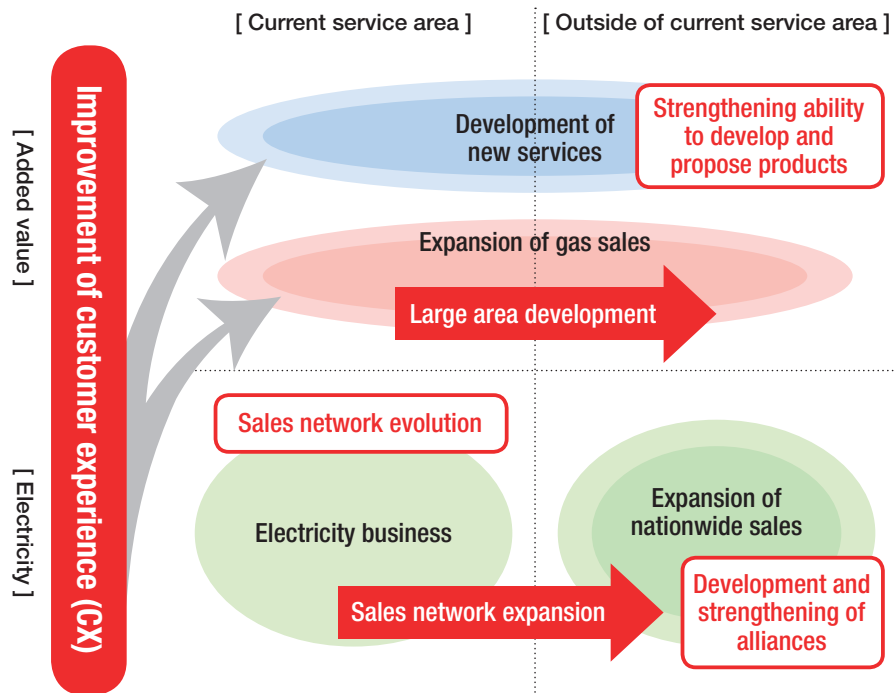 [ Current service area ]
[ Outside of current service area ]
[ Added value ]
[ Electricity ]
Improvement of customer experience (CX)
Development of
new services
Strengthening ability
to develop and
propose products
Expansion of gas sales
Large area development
Sales network evolution
Electricity business
Expansion of
nationwide sales
Sales network expansion
Development and
strengthening of
alliances